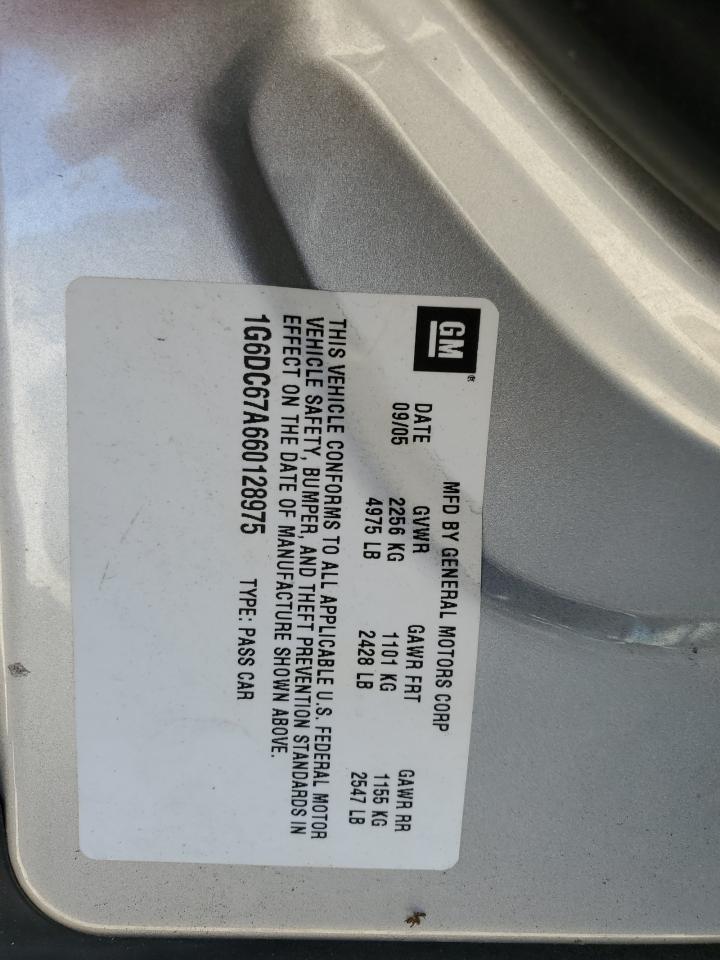 GM®
MFD BY GENERAL MOTORS CORP
DATE GVWR GAWR FRT GAWR RR
09/05 2256 KG 1101 KG 1155 KG
4975 LB 2428 LB 2547 LB
THIS VEHICLE CONFORMS TO ALL APPLICABLE U.S. FEDERAL MOTOR
VEHICLE SAFETY, BUMPER, AND THEFT PREVENTION STANDARDS IN
EFFECT ON THE DATE OF MANUFACTURE SHOWN ABOVE.
1G6DC67A660128975 TYPE: PASS CAR